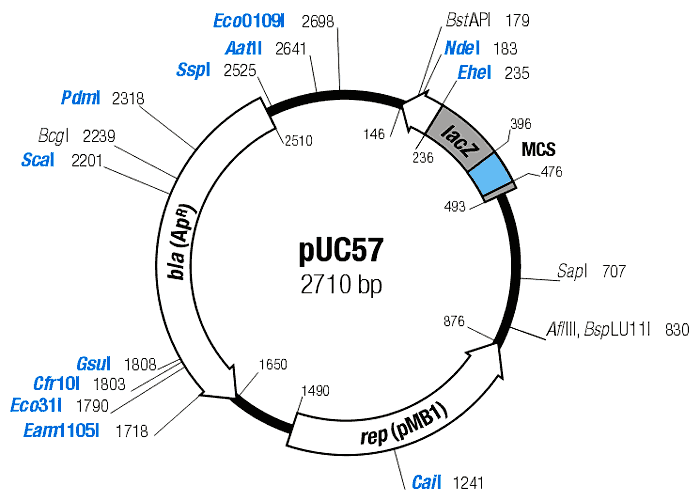 EcoO109I 2698
AatII 2641
SspI 2525
BstAPI 179
NdeI 183
EheI 235
PdmI 2318
BcgI 2239
ScaI 2201
2510
146
236
lacZ
396
MCS
476
493
bla (ApR)
pUC57
2710 bp
SapI 707
AflIII, BspLU11I 830
876
GsuI 1808
Cfr10I 1803
Eco31I 1790
Eam1105I 1718
1650
1490
rep (pMB1)
CaiI 1241